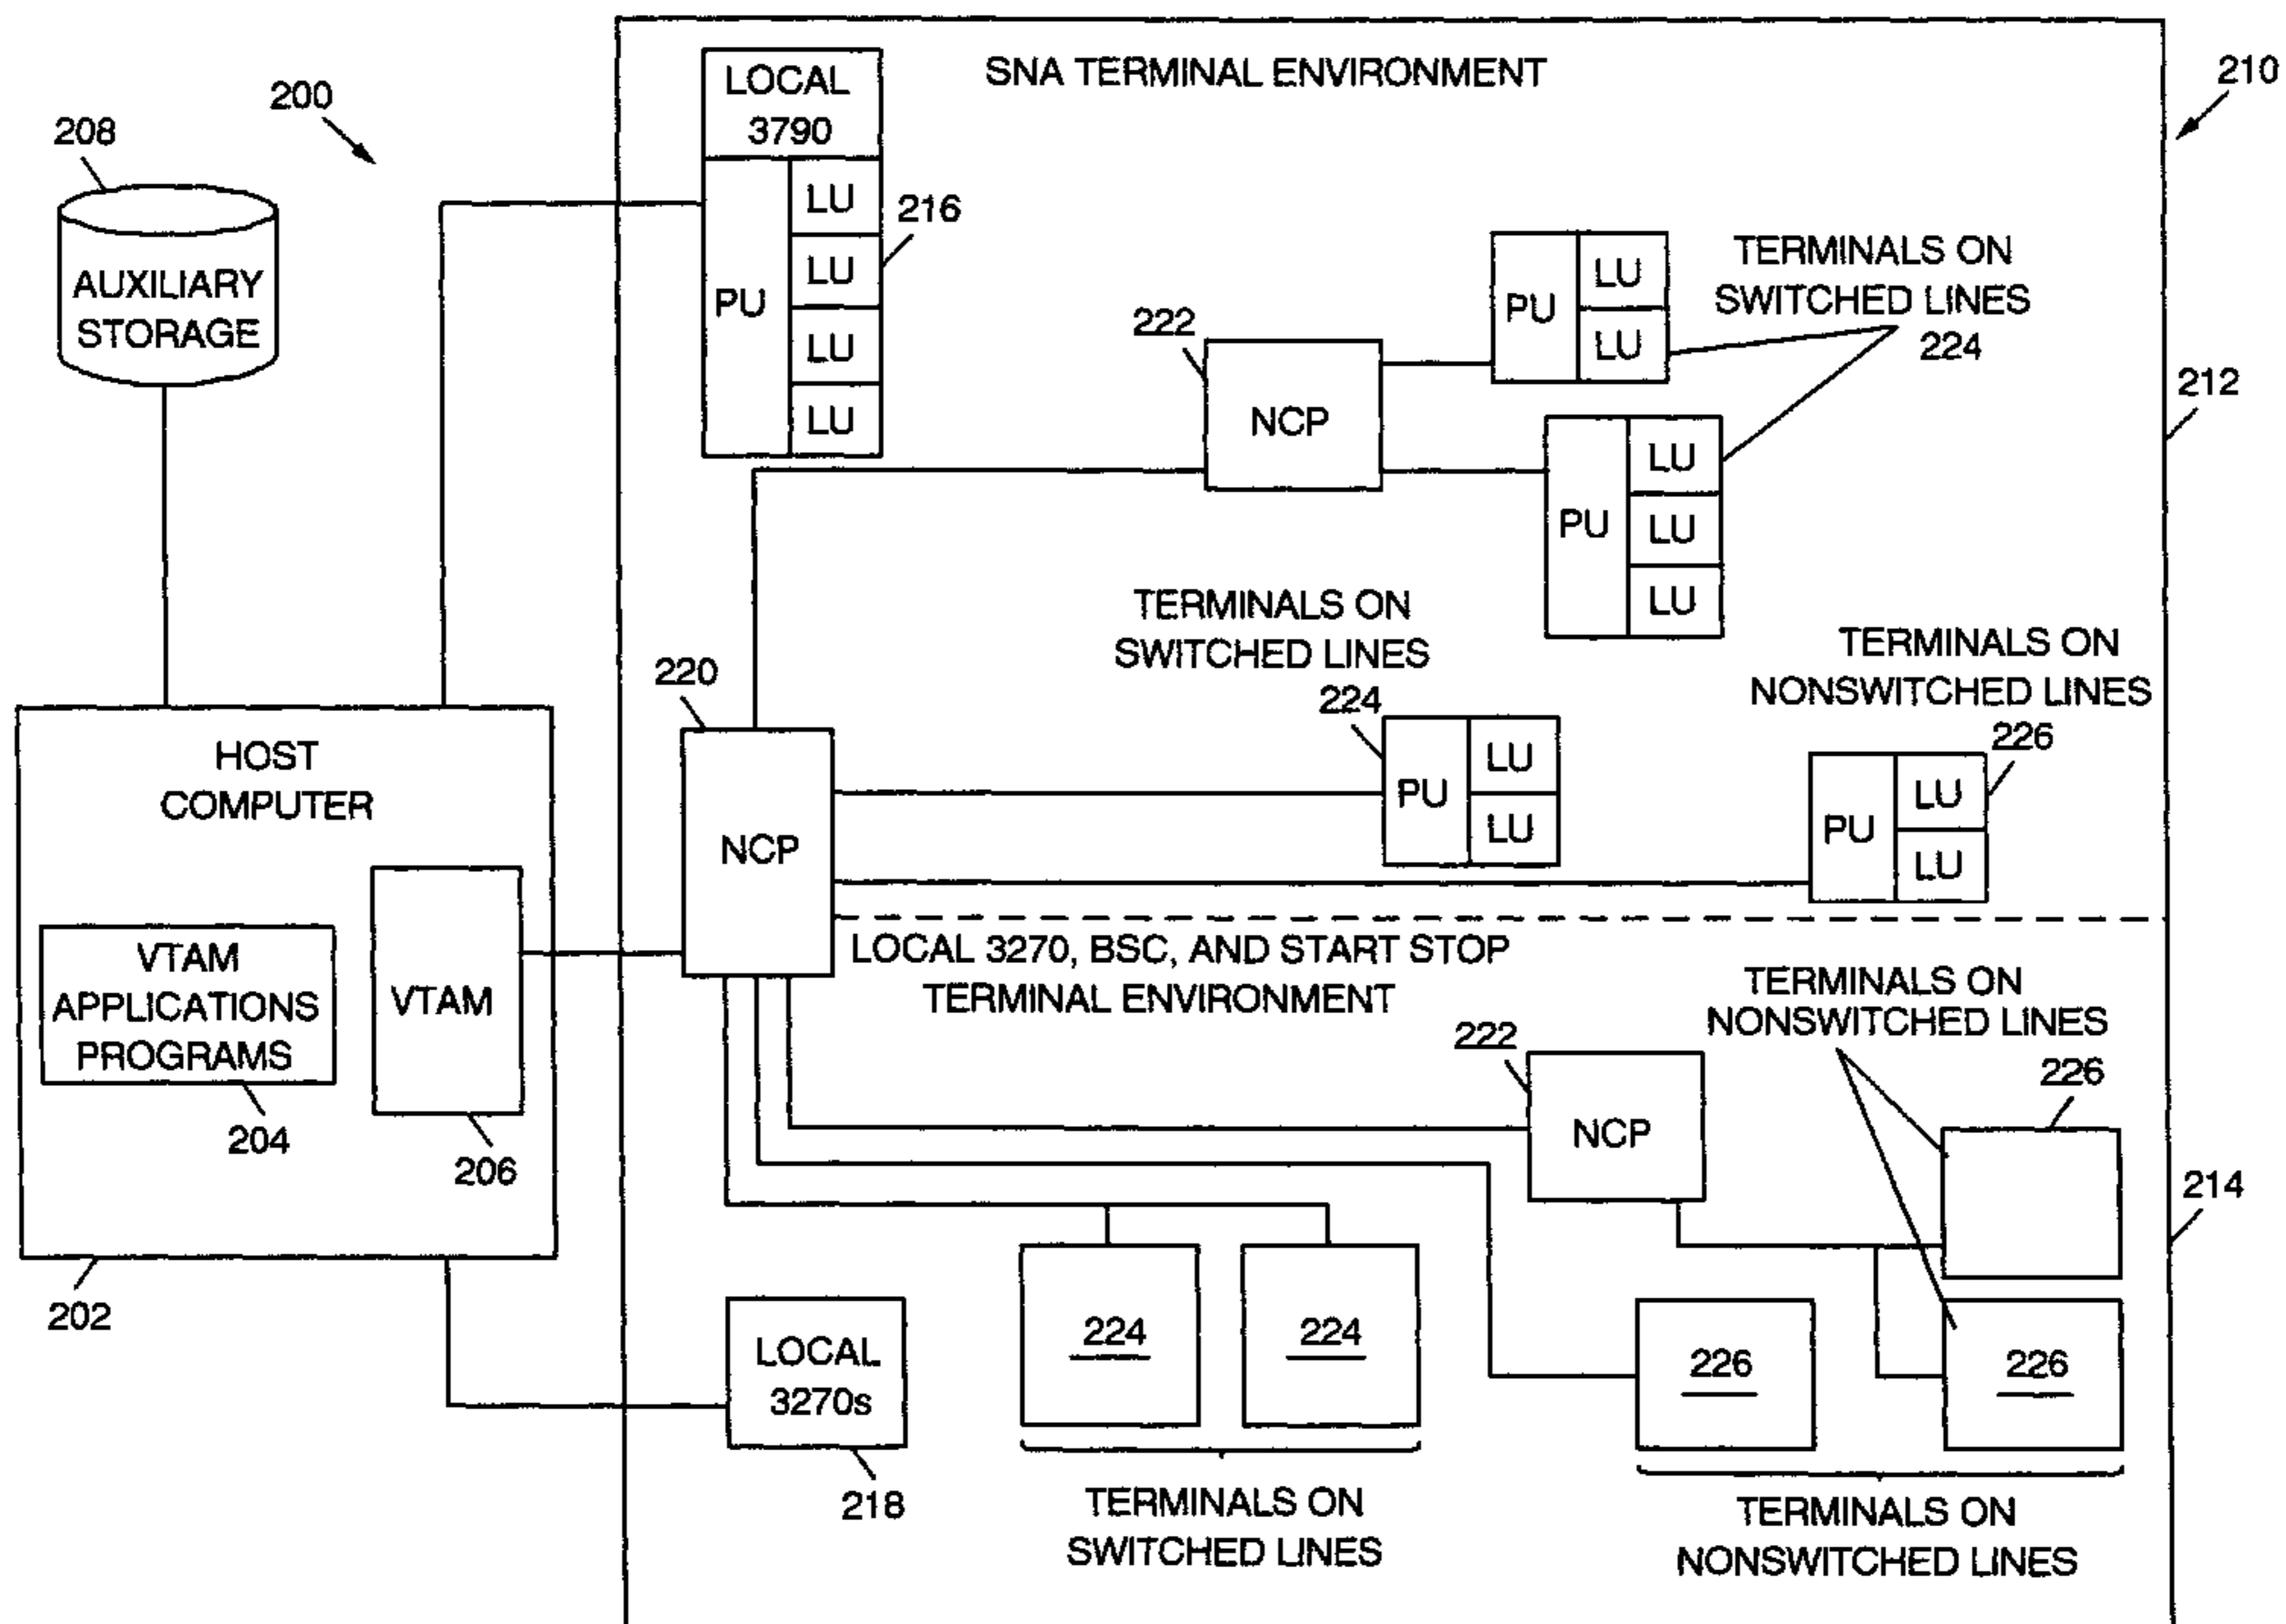 200
208
AUXILIARY
STORAGE
HOST
COMPUTER
VTAM
APPLICATIONS
PROGRAMS
204
VTAM
206
202
SNA TERMINAL ENVIRONMENT
210
LOCAL
3790
PU
LU
LU
LU
LU
216
222
NCP
PU
LU
LU
TERMINALS ON
SWITCHED LINES
224
212
PU
LU
LU
LU
TERMINALS ON
SWITCHED LINES
224
PU
LU
LU
TERMINALS ON
NONSWITCHED LINES
226
PU
LU
LU
220
NCP
LOCAL 3270, BSC, AND START STOP
TERMINAL ENVIRONMENT
TERMINALS ON
NONSWITCHED LINES
222
NCP
226
214
LOCAL
3270s
218
224
224
TERMINALS ON
SWITCHED LINES
226
226
TERMINALS ON
NONSWITCHED LINES